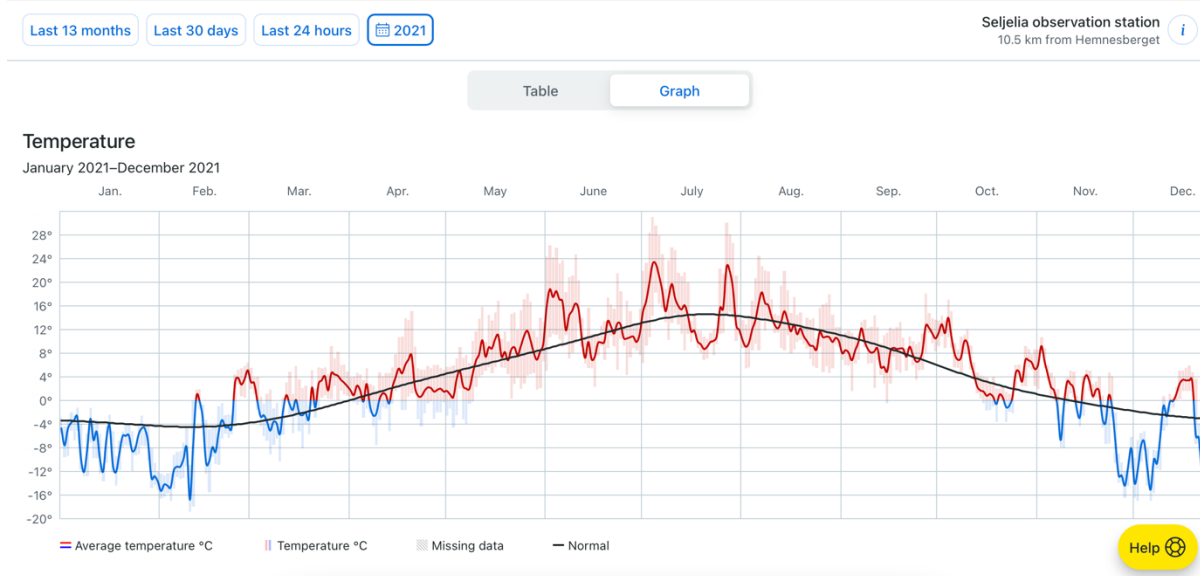 Last 13 months Last 30 days Last 24 hours 2021
Seljelia observation station
10.5 km from Hemnesberget
i
Table Graph
Temperature
January 2021–December 2021
Jan. Feb. Mar. Apr. May June July Aug. Sep. Oct. Nov. Dec.
28°
24°
20°
16°
12°
8°
4°
0°
-4°
-8°
-12°
-16°
-20°
Average temperature °C Temperature °C Missing data Normal
Help